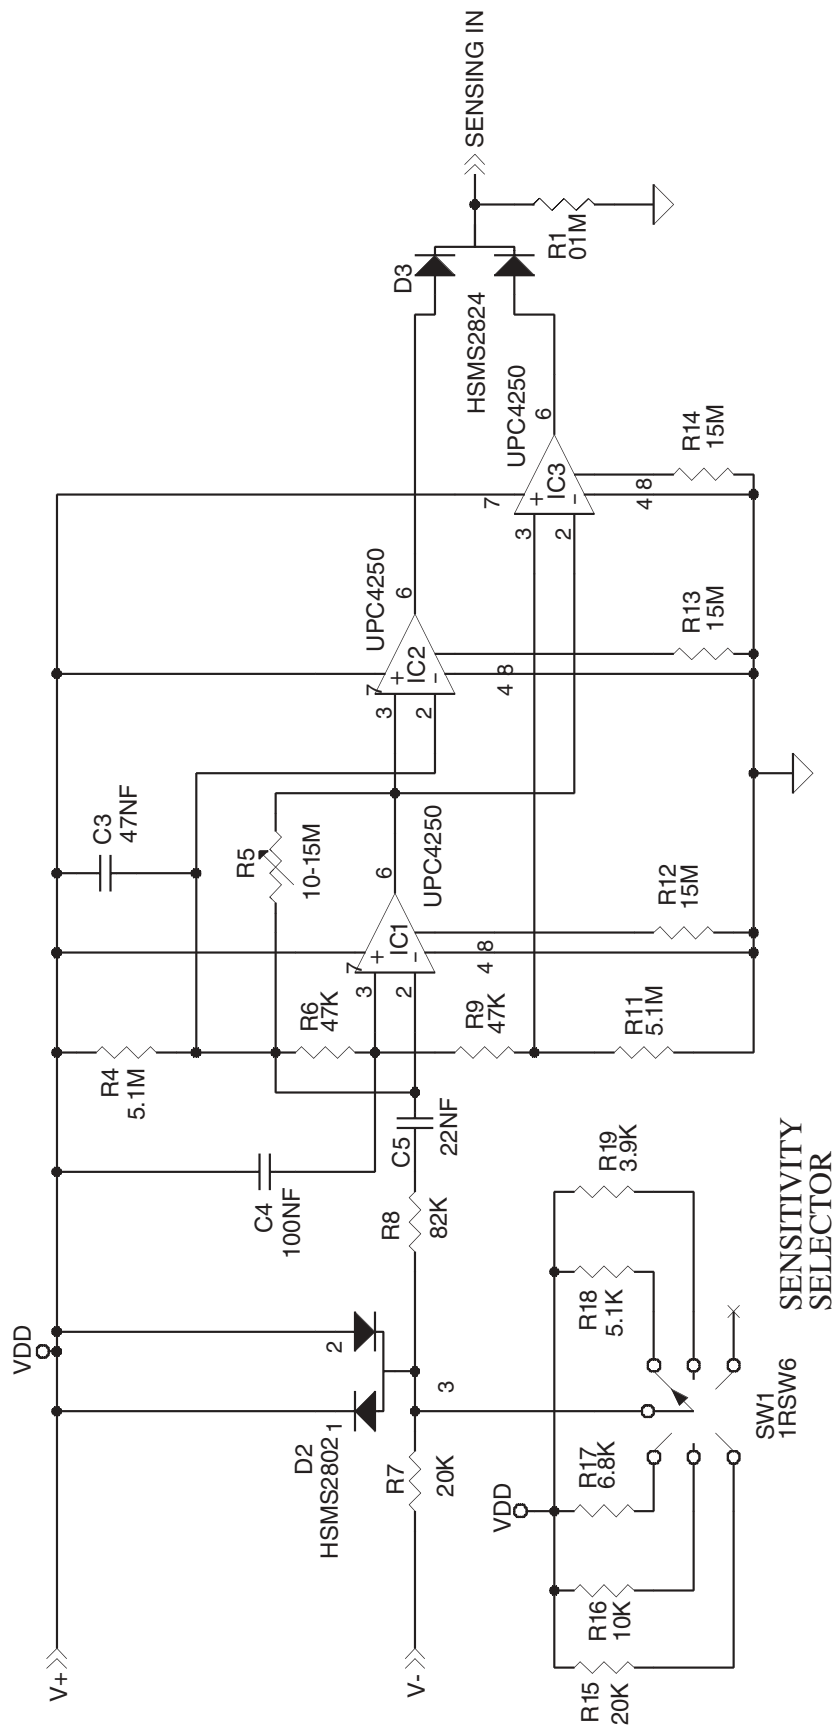 V+
V-
VDD
D2
HSMS2802
1
2
3
R7
20K
R8
82K
C4
100NF
C5
22NF
R4
5.1M
R6
47K
R9
47K
R11
5.1M
C3
47NF
R5
10-15M
3
2
7
+
-
IC1
6
4
8
UPC4250
R12
15M
3
2
7
+
-
IC2
6
4
8
UPC4250
R13
15M
3
2
7
+
-
IC3
6
4
8
UPC4250
R14
15M
D3
HSMS2824
R1
01M
SENSING IN
VDD
R15
20K
R16
10K
R17
6.8K
R18
5.1K
R19
3.9K
SW1
1RSW6
SENSITIVITY
SELECTOR